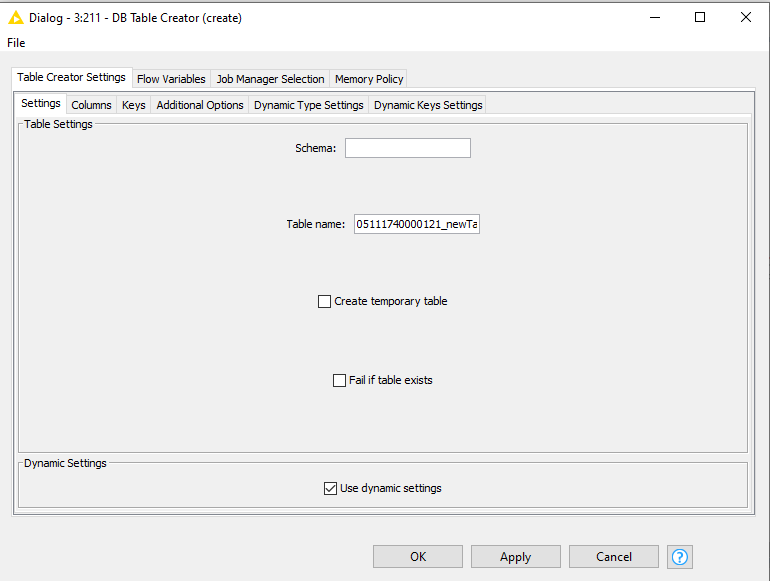 Dialog - 3:211 - DB Table Creator (create)
File
Table Creator Settings Flow Variables Job Manager Selection Memory Policy
Settings Columns Keys Additional Options Dynamic Type Settings Dynamic Keys Settings
Table Settings
Schema:
Table name: 05111740000121_newTa
Create temporary table
Fail if table exists
Dynamic Settings
Use dynamic settings
OK Apply Cancel ?